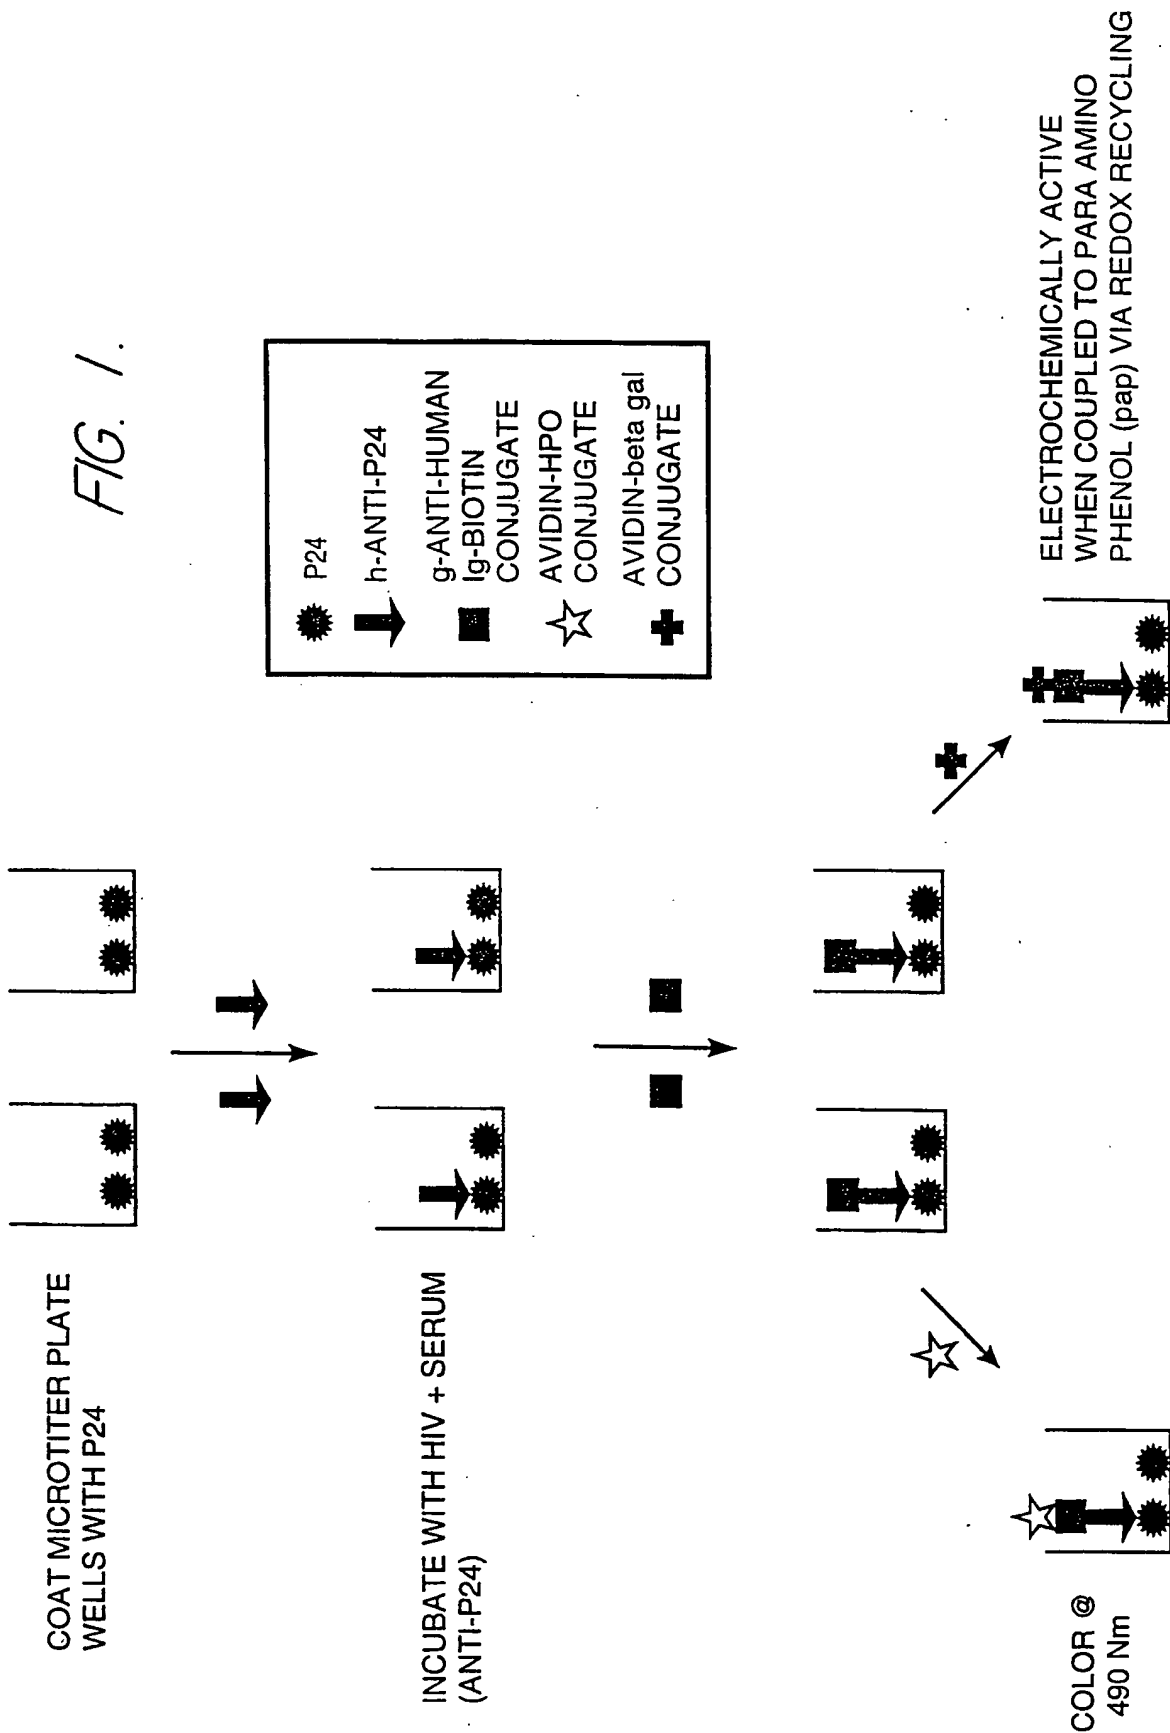 FIG. 1.
COAT MICROTITER PLATE
WELLS WITH P24
INCUBATE WITH HIV + SERUM
(ANTI-P24)
P24
h-ANTI-P24
g-ANTI-HUMAN
Ig-BIOTIN
CONJUGATE
AVIDIN-HPO
CONJUGATE
AVIDIN-beta gal
CONJUGATE
COLOR @
490 Nm
ELECTROCHEMICALLY ACTIVE
WHEN COUPLED TO PARA AMINO
PHENOL (pap) VIA REDOX RECYCLING